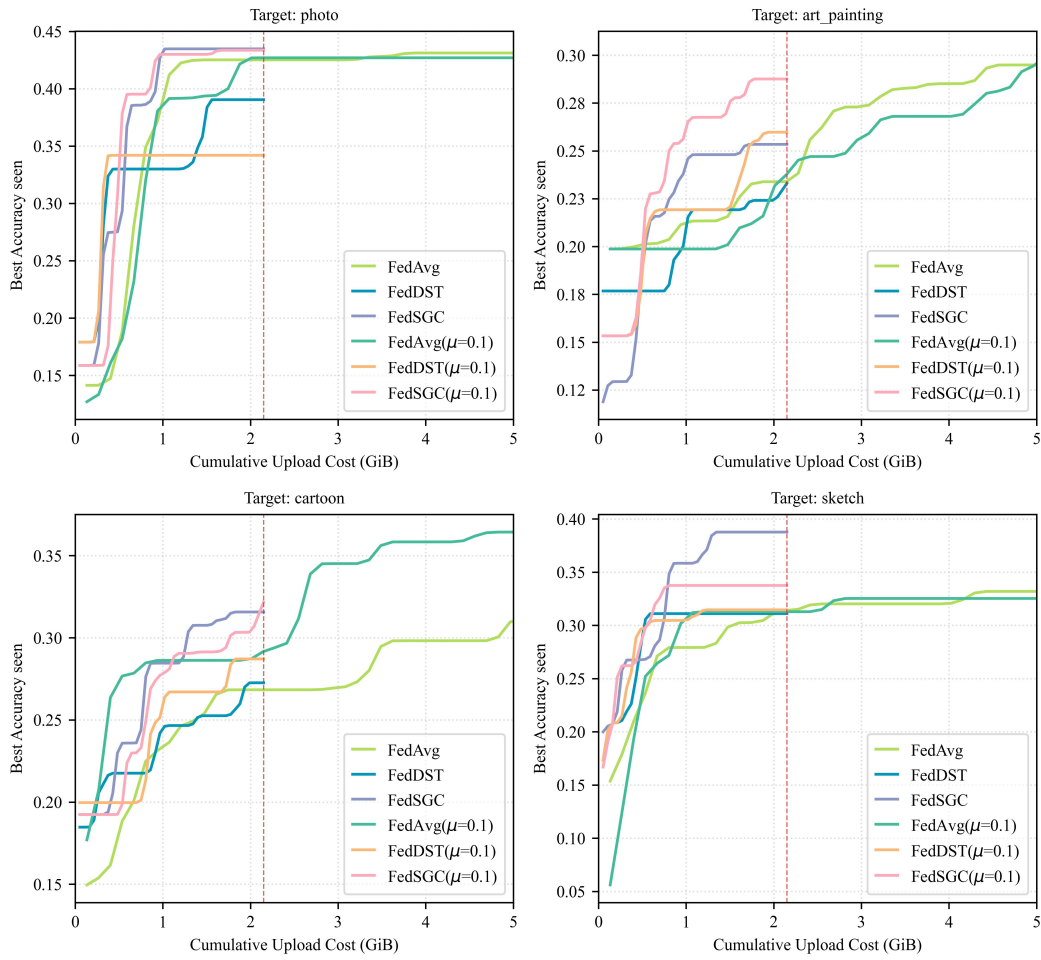 Target: photo
Best Accuracy seen
0.45
0.40
0.35
0.30
0.25
0.20
0.15
FedAvg
FedDST
FedSGC
FedAvg(μ=0.1)
FedDST(μ=0.1)
FedSGC(μ=0.1)
0 1 2 3 4 5
Cumulative Upload Cost (GiB)
Target: art_painting
Best Accuracy seen
0.30
0.28
0.25
0.23
0.20
0.18
0.15
0.12
FedAvg
FedDST
FedSGC
FedAvg(μ=0.1)
FedDST(μ=0.1)
FedSGC(μ=0.1)
0 1 2 3 4 5
Cumulative Upload Cost (GiB)
Target: cartoon
Best Accuracy seen
0.35
0.30
0.25
0.20
0.15
FedAvg
FedDST
FedSGC
FedAvg(μ=0.1)
FedDST(μ=0.1)
FedSGC(μ=0.1)
0 1 2 3 4 5
Cumulative Upload Cost (GiB)
Target: sketch
Best Accuracy seen
0.40
0.35
0.30
0.25
0.20
0.15
0.10
0.05
FedAvg
FedDST
FedSGC
FedAvg(μ=0.1)
FedDST(μ=0.1)
FedSGC(μ=0.1)
0 1 2 3 4 5
Cumulative Upload Cost (GiB)